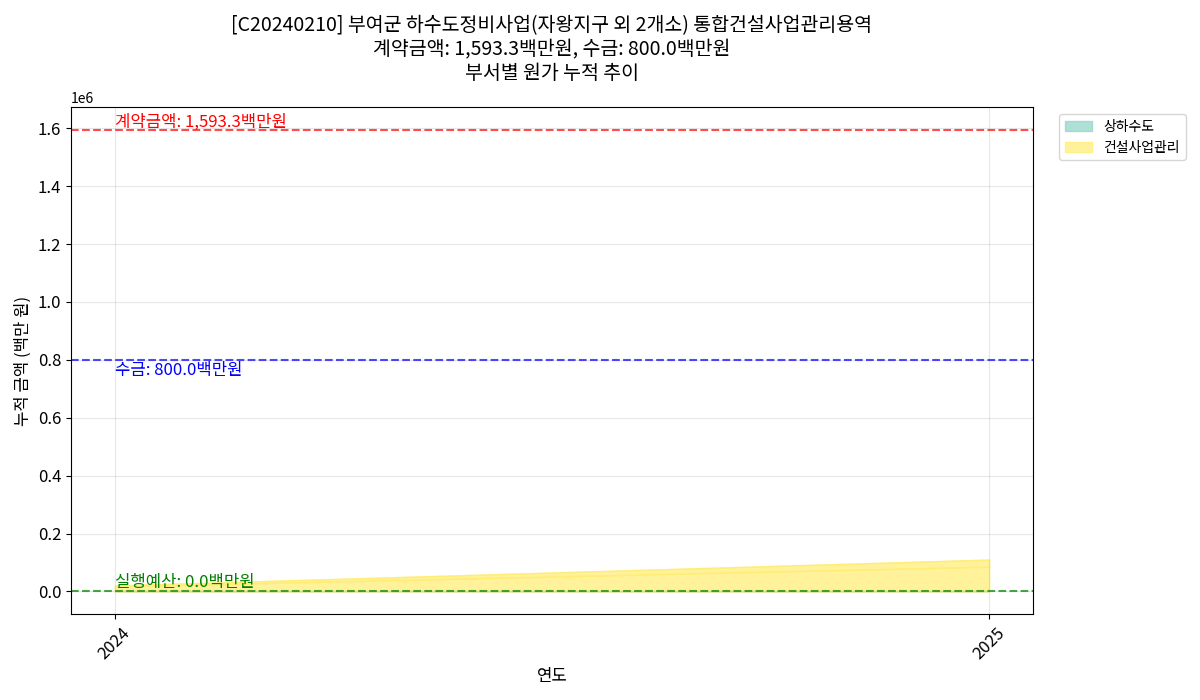 [C20240210] 부여군 하수도정비사업(자왕지구 외 2개소) 통합건설사업관리용역
계약금액: 1,593.3백만원, 수금: 800.0백만원
부서별 원가 누적 추이
1e6
계약금액: 1,593.3백만원
상하수도
건설사업관리
1.6
1.4
1.2
1.0
0.8
수금: 800.0백만원
0.6
0.4
0.2
실행예산: 0.0백만원
0.0
누적 금액 (백만 원)
2024
2025
연도